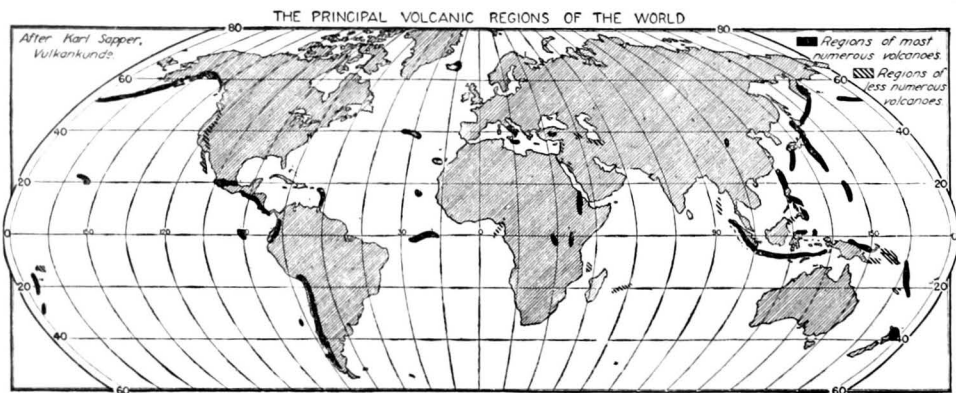 THE PRINCIPAL VOLCANIC REGIONS OF THE WORLD
After Karl Sapper,
Vulkankunde.
Regions of most
numerous volcanoes.
Regions of
less numerous
volcanoes.
80 80
60 60
40 40
20 20
0 0 0
20 20
40 40
60 60